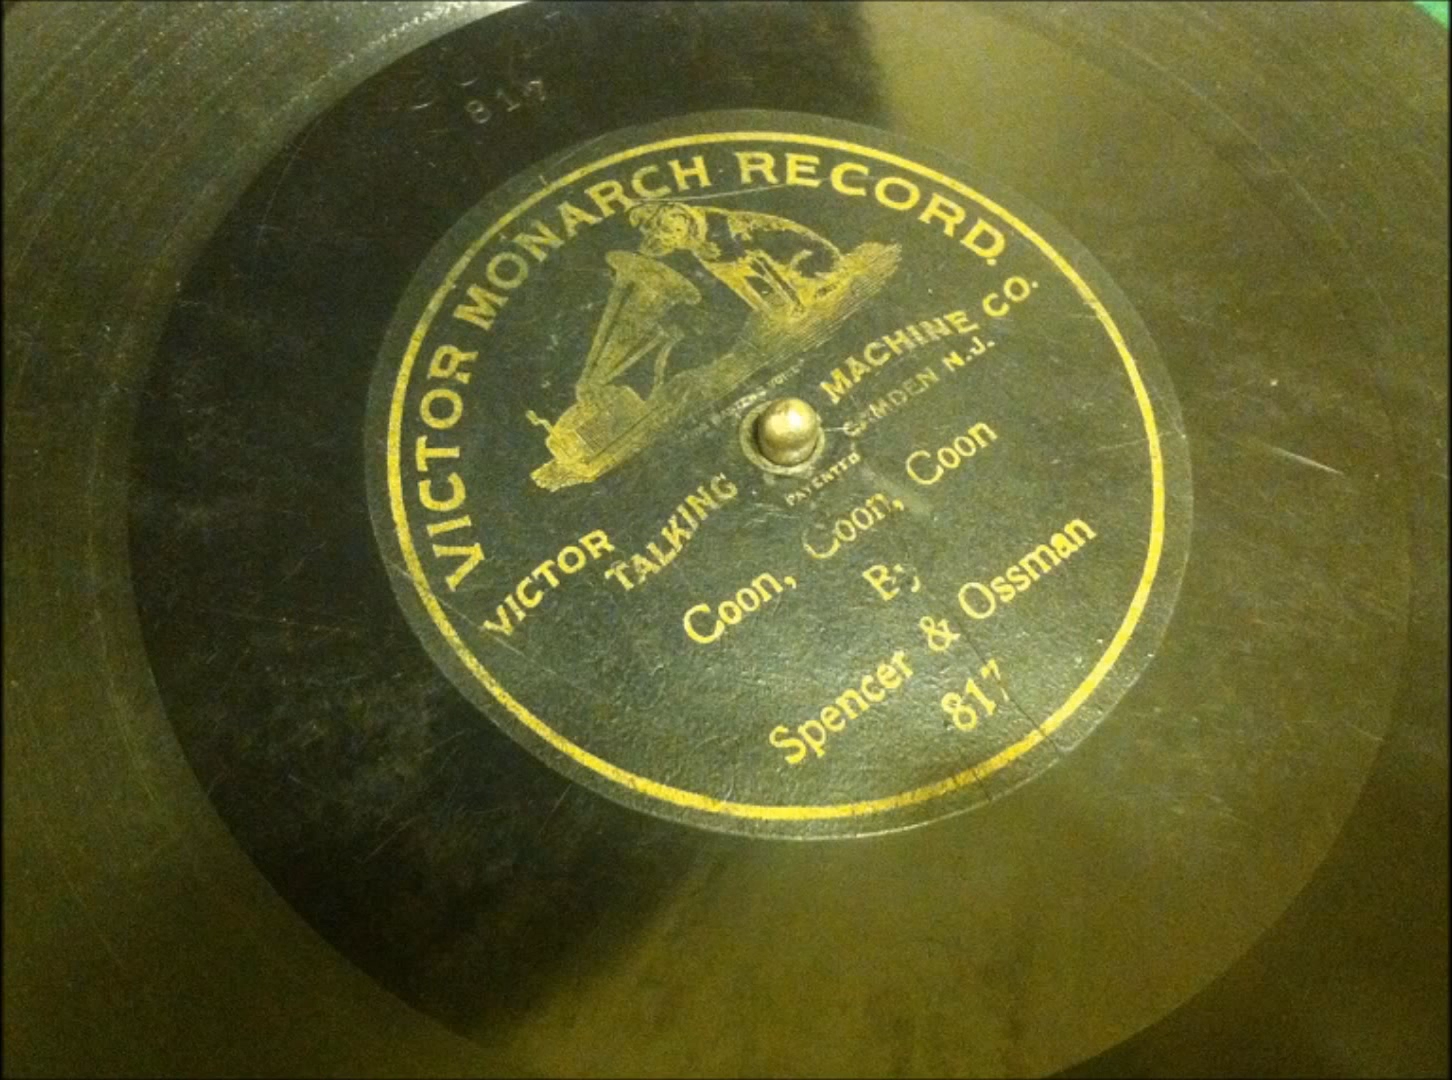 817
VICTOR MONARCH RECORD.
VICTOR TALKING MACHINE CO.
CAMDEN N.J.
PATENTED
Coon, Coon, Coon
By
Spencer & Ossman
817